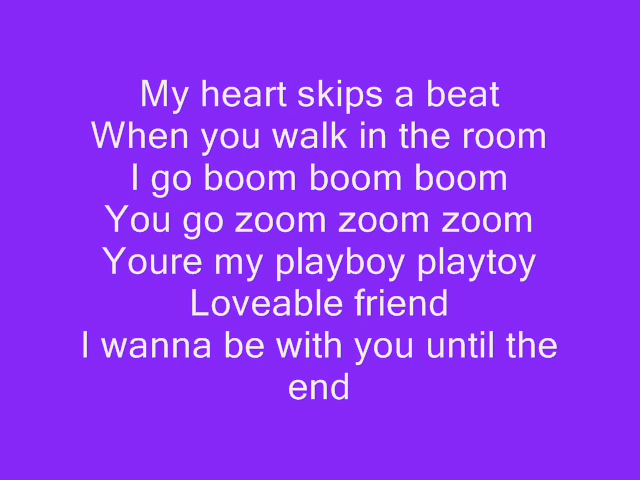 My heart skips a beat
When you walk in the room
I go boom boom boom
You go zoom zoom zoom
Youre my playboy playtoy
Loveable friend
I wanna be with you until the
end